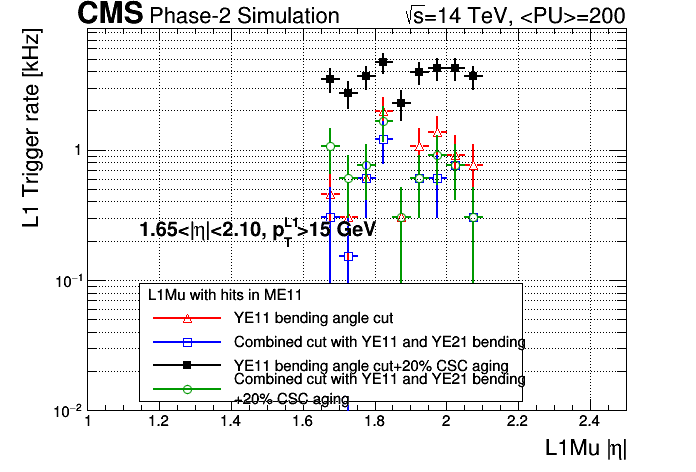 CMS Phase-2 Simulation √s=14 TeV, <PU>=200
L1 Trigger rate [kHz]
1
10⁻¹
10⁻²
1.65<|η|<2.10, p_T^L1>15 GeV
L1Mu with hits in ME11
YE11 bending angle cut
Combined cut with YE11 and YE21 bending
YE11 bending angle cut+20% CSC aging
Combined cut with YE11 and YE21 bending
+20% CSC aging
1 1.2 1.4 1.6 1.8 2 2.2 2.4
L1Mu |η|